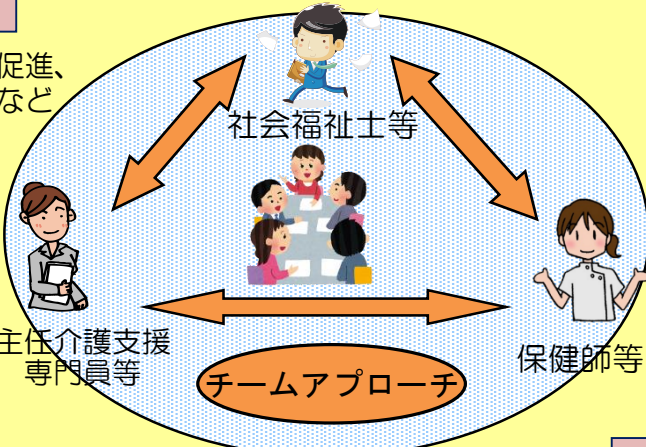 促進、
など
社会福祉士等
主任介護支援
専門員等
保健師等
チームアプローチ